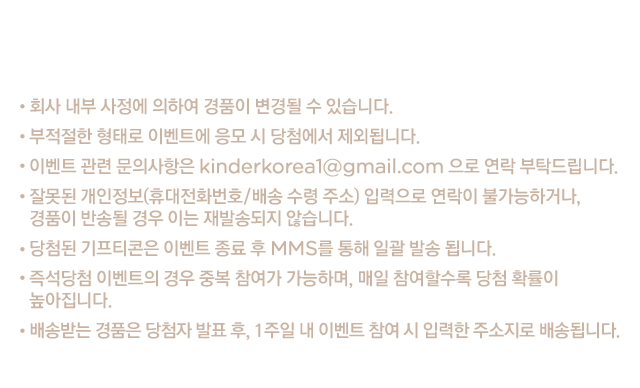 • 회사 내부 사정에 의하여 경품이 변경될 수 있습니다.
• 부적절한 형태로 이벤트에 응모 시 당첨에서 제외됩니다.
• 이벤트 관련 문의사항은 kinderkorea1@gmail.com 으로 연락 부탁드립니다.
• 잘못된 개인정보(휴대전화번호/배송 수령 주소) 입력으로 연락이 불가능하거나,
경품이 반송될 경우 이는 재발송되지 않습니다.
• 당첨된 기프티콘은 이벤트 종료 후 MMS를 통해 일괄 발송 됩니다.
• 즉석당첨 이벤트의 경우 중복 참여가 가능하며, 매일 참여할수록 당첨 확률이
높아집니다.
• 배송받는 경품은 당첨자 발표 후, 1주일 내 이벤트 참여 시 입력한 주소지로 배송됩니다.